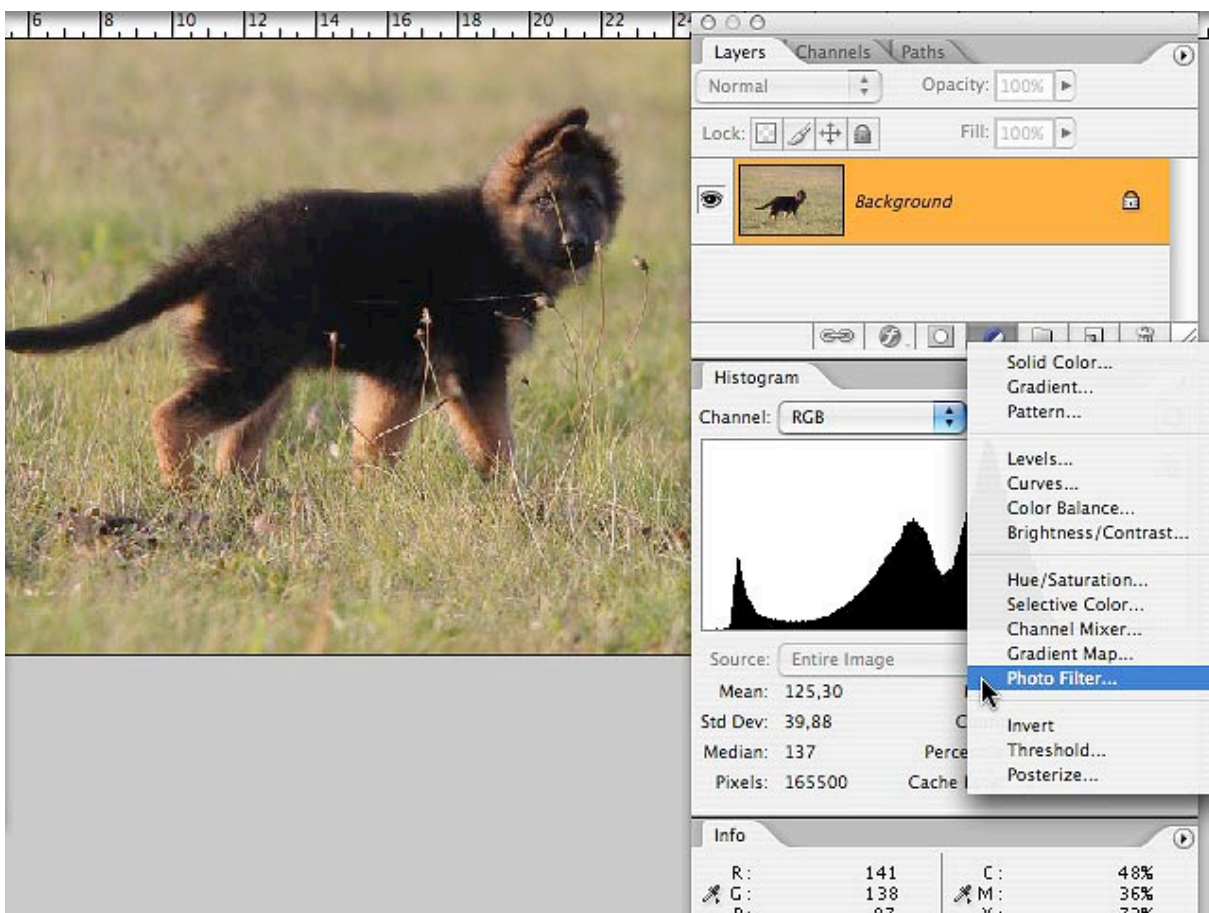 6 8 10 12 14 16 18 20 22
Layers Channels Paths
Normal Opacity: 100%
Lock: Fill: 100%
Background
Histogram
Channel: RGB
Source: Entire Image
Mean: 125,30
Std Dev: 39,88
Median: 137
Pixels: 165500 Cache
Solid Color...
Gradient...
Pattern...
Levels...
Curves...
Color Balance...
Brightness/Contrast...
Hue/Saturation...
Selective Color...
Channel Mixer...
Gradient Map...
Photo Filter...
Invert
Threshold...
Posterize...
Info
R: 141 C: 48%
G: 138 M: 36%